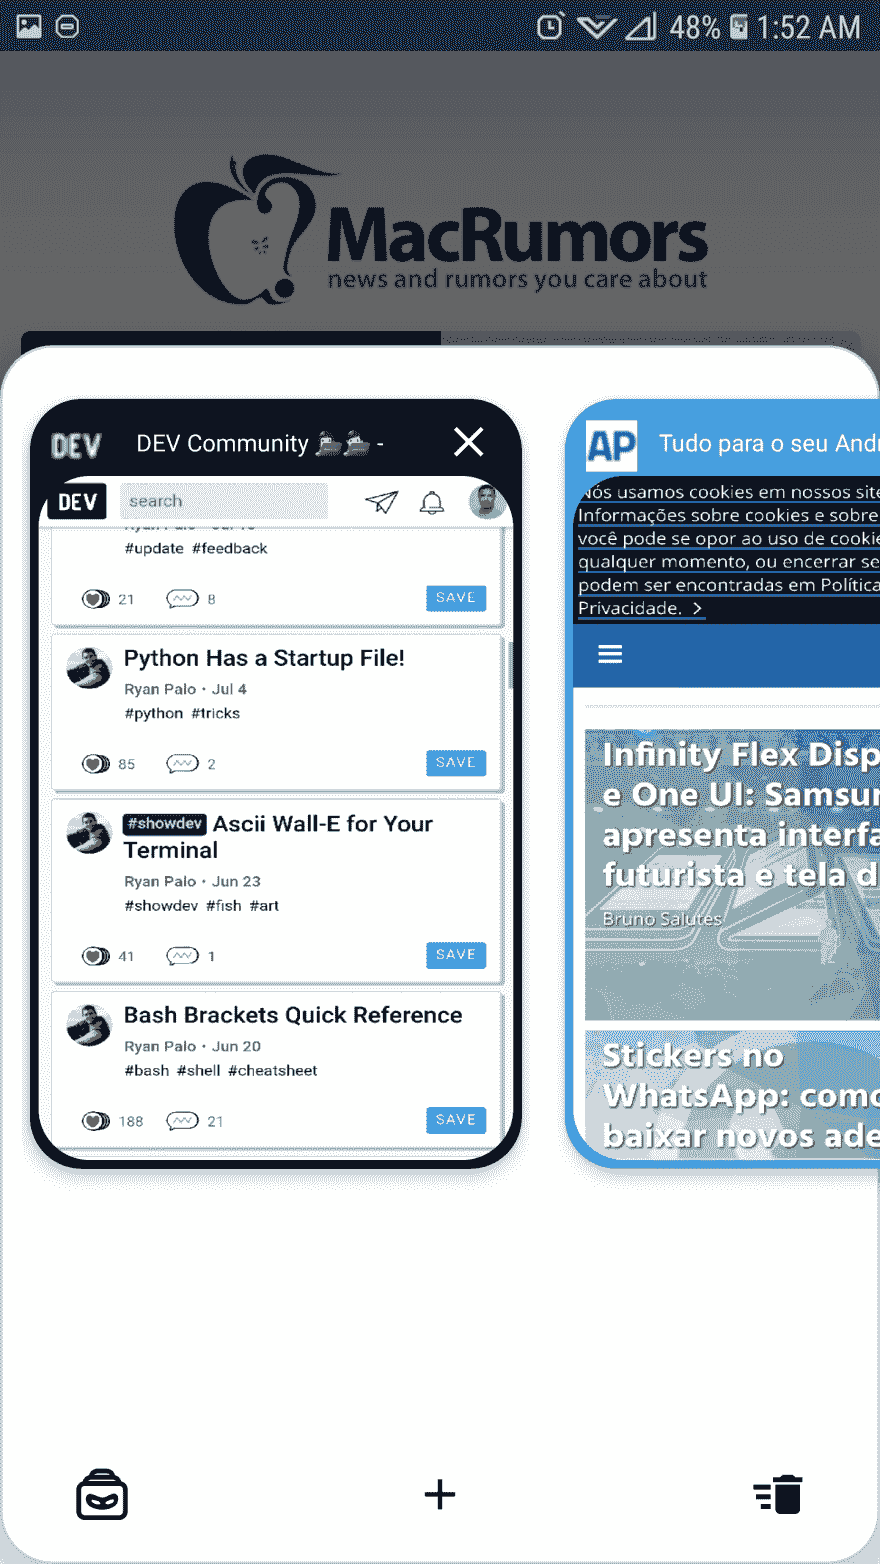 48% 1:52 AM
MacRumors
news and rumors you care about
DEV DEV Community -
DEV search
#update #feedback
21 8 SAVE
Python Has a Startup File!
Ryan Palo • Jul 4
#python #tricks
85 2 SAVE
#showdev Ascii Wall-E for Your
Terminal
Ryan Palo • Jun 23
#showdev #fish #art
41 1 SAVE
Bash Brackets Quick Reference
Ryan Palo • Jun 20
#bash #shell #cheatsheet
188 21 SAVE
AP Tudo para o seu Andr
Nós usamos cookies em nossos site
Informações sobre cookies e sobre
você pode se opor ao uso de cookie
qualquer momento, ou encerrar se
podem ser encontradas em Política
Privacidade. >
Infinity Flex Disp
e One UI: Samsun
apresenta interfa
futurista e tela d
Bruno Salutes
Stickers no
WhatsApp: como
baixar novos ade